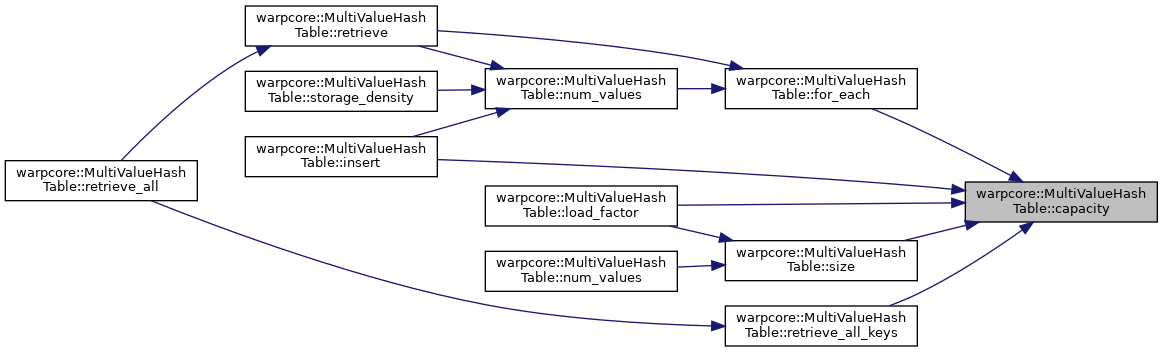 warpcore::MultiValueHash
Table::retrieve
warpcore::MultiValueHash
Table::storage_density
warpcore::MultiValueHash
Table::insert
warpcore::MultiValueHash
Table::retrieve_all
warpcore::MultiValueHash
Table::num_values
warpcore::MultiValueHash
Table::load_factor
warpcore::MultiValueHash
Table::num_values
warpcore::MultiValueHash
Table::for_each
warpcore::MultiValueHash
Table::size
warpcore::MultiValueHash
Table::retrieve_all_keys
warpcore::MultiValueHash
Table::capacity